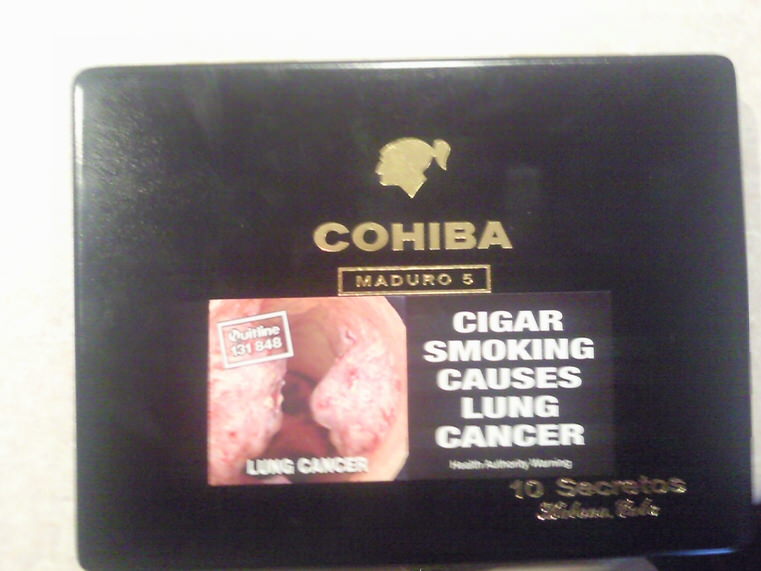 COHIBA
MADURO 5
Quitline
131 848
LUNG CANCER
CIGAR
SMOKING
CAUSES
LUNG
CANCER
Health Authority Warning
10 Secretos
Habana, Cuba